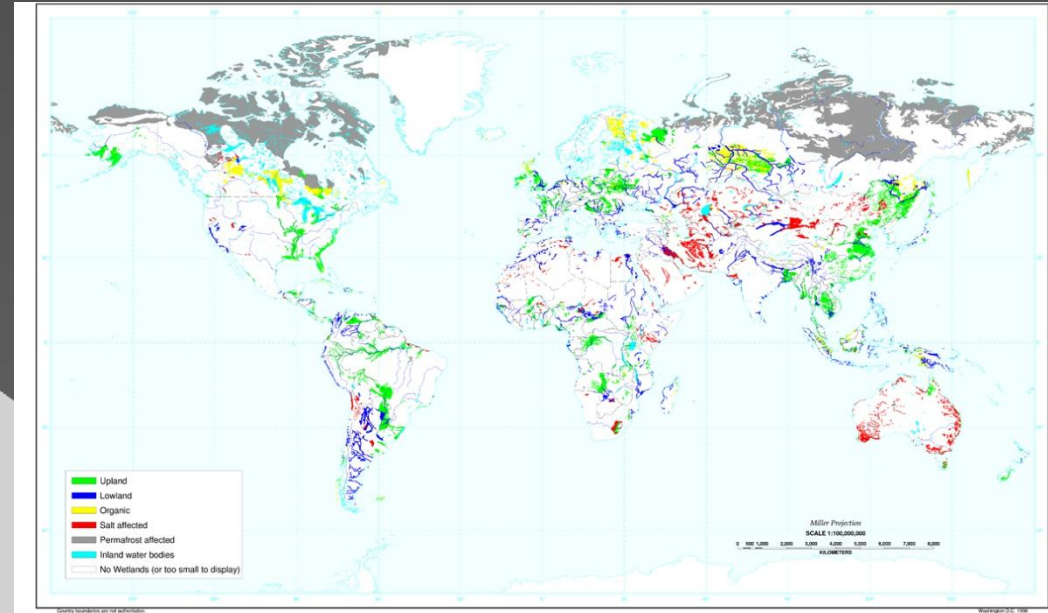 Upland
Lowland
Organic
Salt affected
Permafrost affected
Inland water bodies
No Wetlands (or too small to display)
Miller Projection
SCALE 1:100,000,000
0 500 1,000 2,000 3,000 4,000 5,000 6,000 7,000 8,000
KILOMETERS
Country boundaries are not authoritative.
Washington D.C. 1996